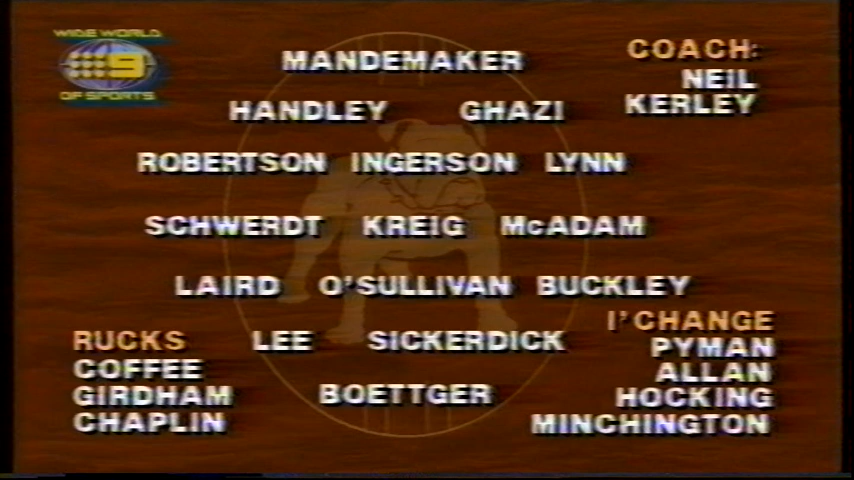 WIDE WORLD
9
OF SPORTS
MANDEMAKER
COACH:
NEIL
KERLEY
HANDLEY GHAZI
ROBERTSON INGERSON LYNN
SCHWERDT KREIG McADAM
LAIRD O'SULLIVAN BUCKLEY
LEE SICKERDICK
BOETTGER
RUCKS
COFFEE
GIRDHAM
CHAPLIN
I'CHANGE
PYMAN
ALLAN
HOCKING
MINCHINGTON